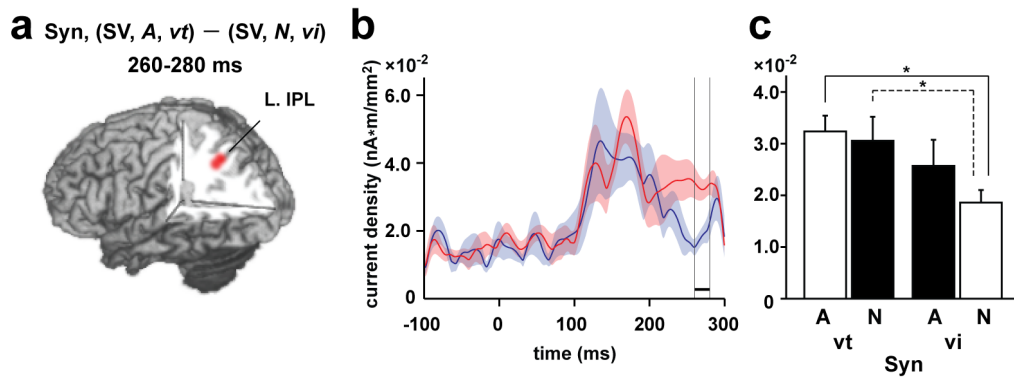 a Syn, (SV, A, vt) − (SV, N, vi)
260-280 ms
L. IPL
b
×10⁻²
current density (nA*m/mm²)
6.0
4.0
2.0
0
-100 0 100 200 300
time (ms)
c
×10⁻²
4.0
3.0
2.0
1.0
0
*
*
A N A N
vt vi
Syn